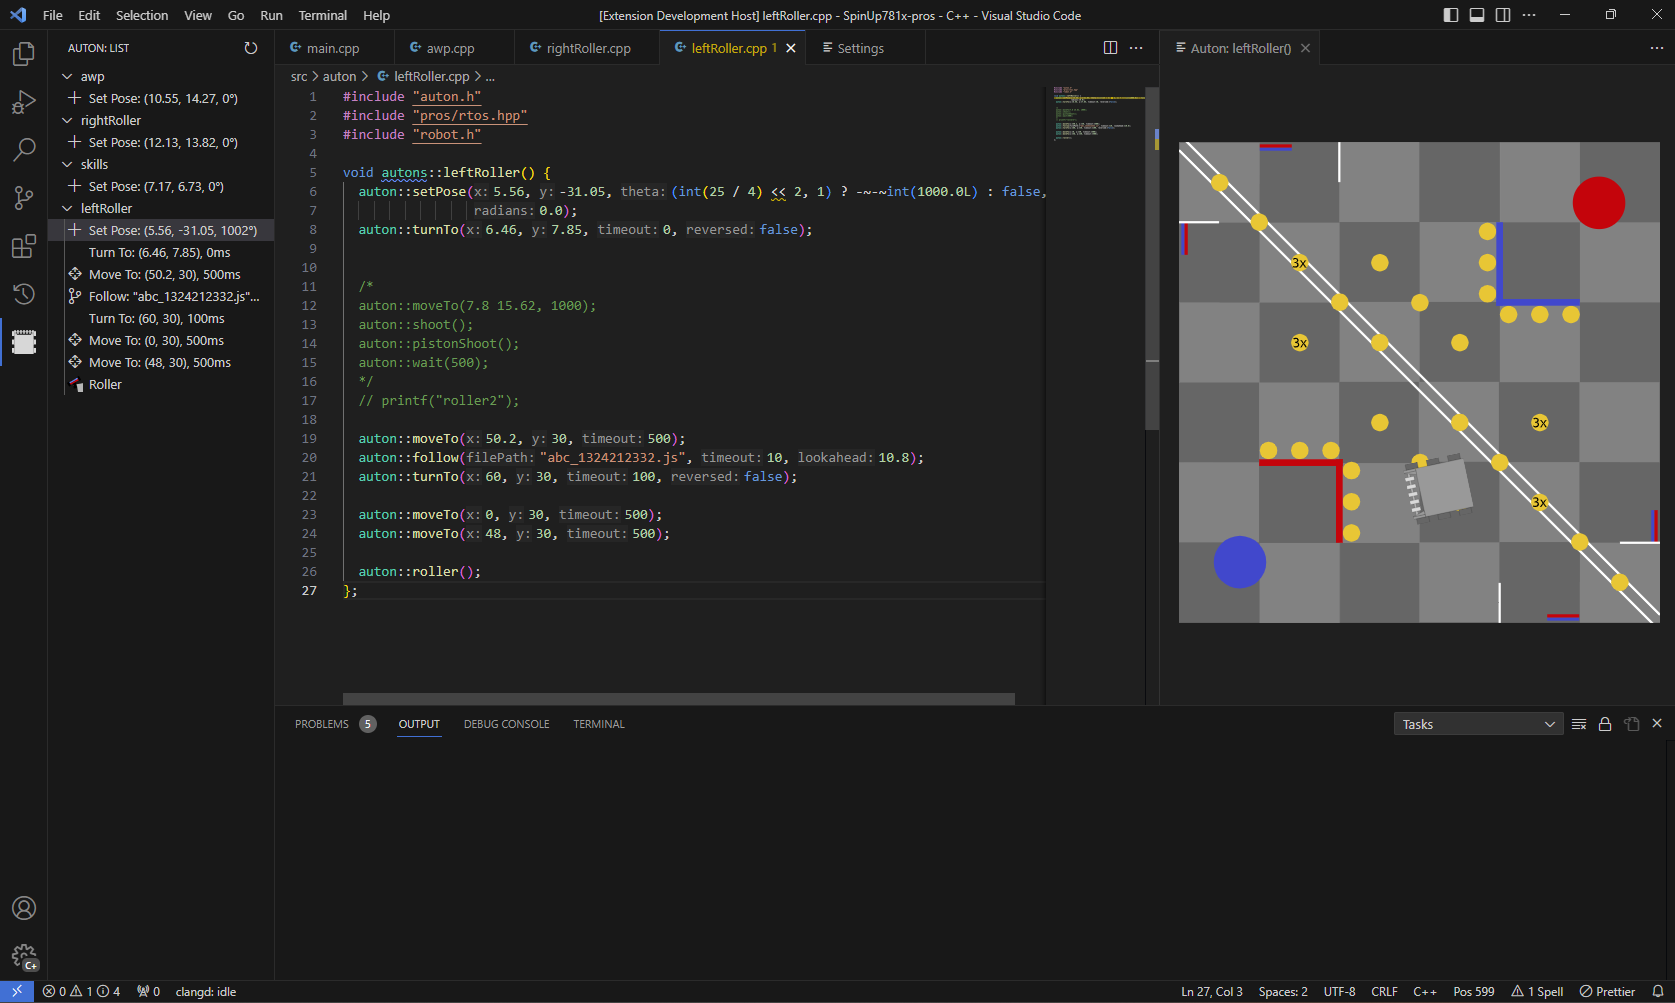 File Edit Selection View Go Run Terminal Help
[Extension Development Host] leftRoller.cpp - SpinUp781x-pros - C++ - Visual Studio Code
AUTON: LIST
awp
Set Pose: (10.55, 14.27, 0°)
rightRoller
Set Pose: (12.13, 13.82, 0°)
skills
Set Pose: (7.17, 6.73, 0°)
leftRoller
Set Pose: (5.56, -31.05, 1002°)
Turn To: (6.46, 7.85), 0ms
Move To: (50.2, 30), 500ms
Follow: "abc_1324212332.js"...
Turn To: (60, 30), 100ms
Move To: (0, 30), 500ms
Move To: (48, 30), 500ms
Roller
main.cpp awp.cpp rightRoller.cpp leftRoller.cpp 1 Settings
src > auton > leftRoller.cpp > ...
1 #include "auton.h"
2 #include "pros/rtos.hpp"
3 #include "robot.h"
4
5 void autons::leftRoller() {
6 auton::setPose(x: 5.56, y: -31.05, theta: (int(25 / 4) << 2, 1) ? -~-~int(1000.0L) : false,
7 radians: 0.0);
8 auton::turnTo(x: 6.46, y: 7.85, timeout: 0, reversed: false);
9
10
11 /*
12 auton::moveTo(7.8 15.62, 1000);
13 auton::shoot();
14 auton::pistonShoot();
15 auton::wait(500);
16 */
17 // printf("roller2");
18
19 auton::moveTo(x: 50.2, y: 30, timeout: 500);
20 auton::follow(filePath: "abc_1324212332.js", timeout: 10, lookahead: 10.8);
21 auton::turnTo(x: 60, y: 30, timeout: 100, reversed: false);
22
23 auton::moveTo(x: 0, y: 30, timeout: 500);
24 auton::moveTo(x: 48, y: 30, timeout: 500);
25
26 auton::roller();
27 };
Auton: leftRoller()
3x
3x
3x
3x
PROBLEMS 5 OUTPUT DEBUG CONSOLE TERMINAL
Tasks
C+
0 1 4 0 clangd: idle
Ln 27, Col 3 Spaces: 2 UTF-8 CRLF C++ Pos 599 1 Spell Prettier